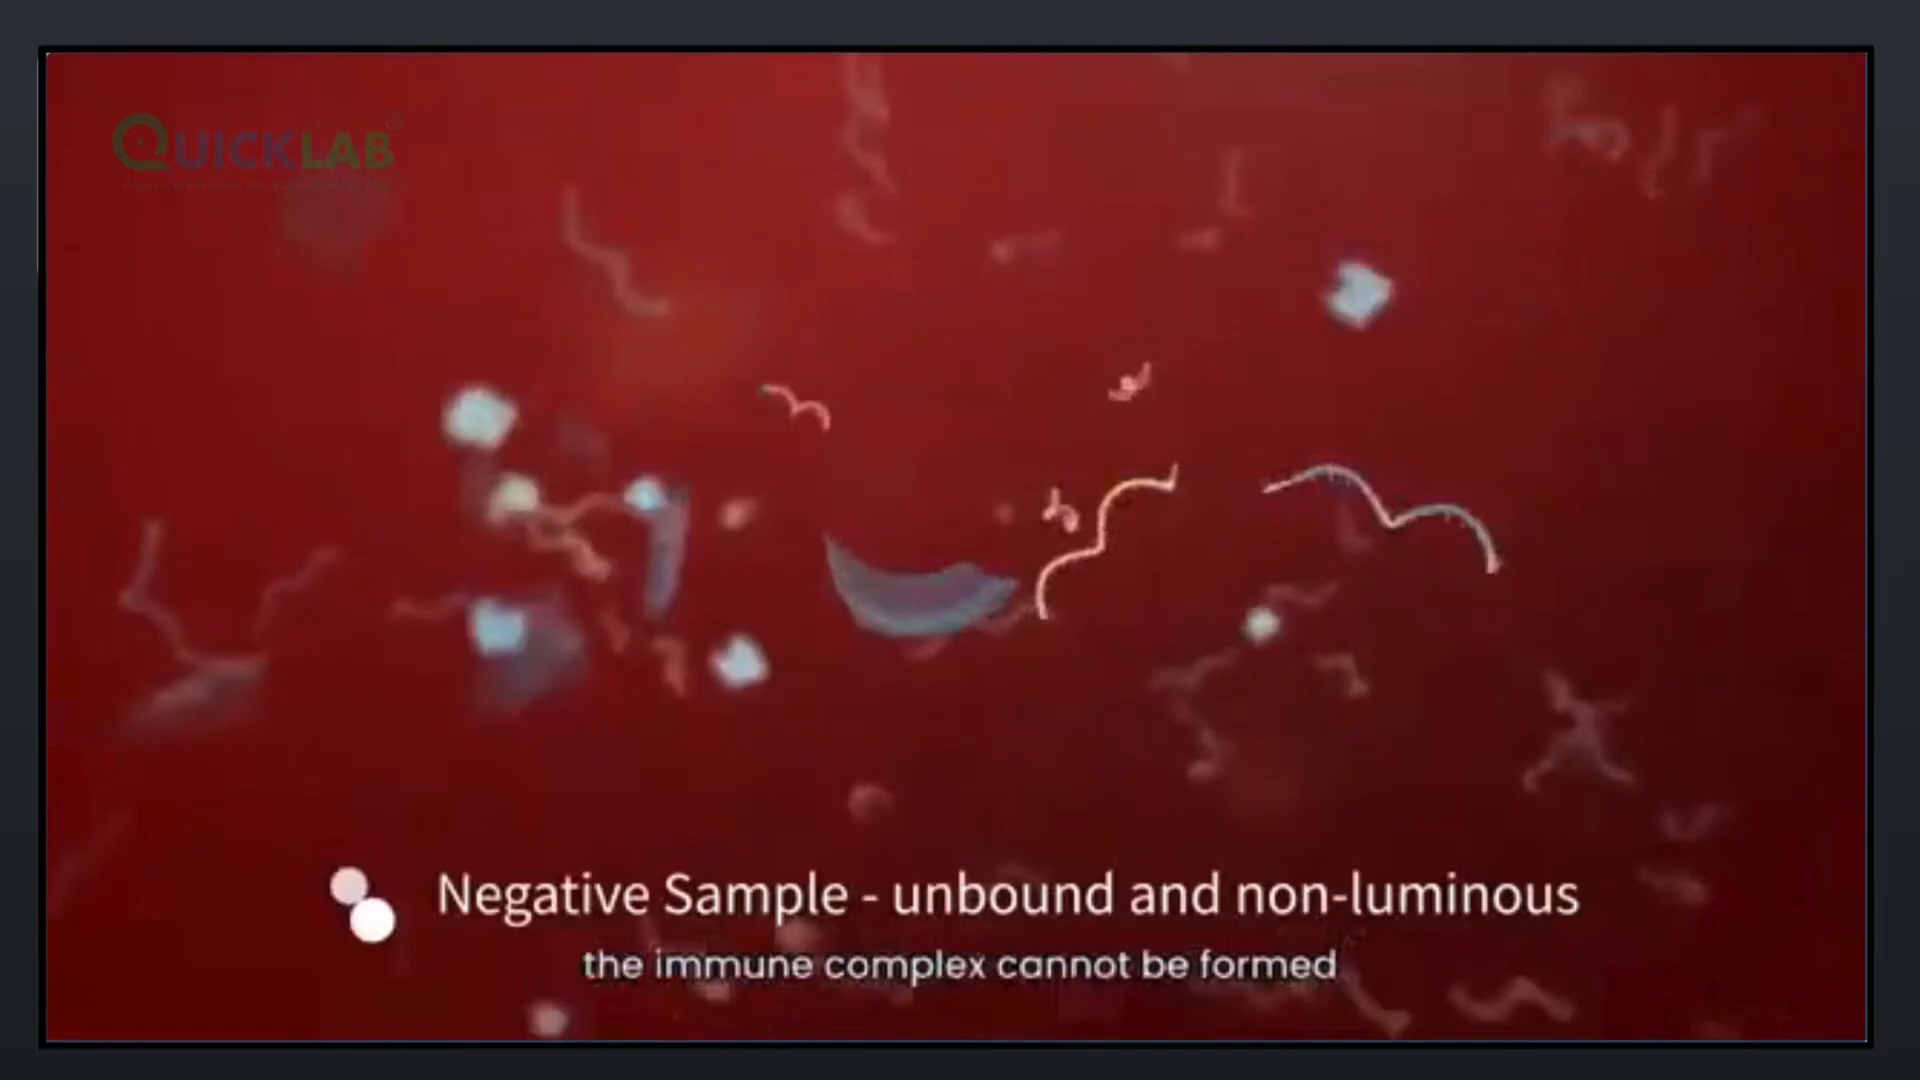 QUICKLAB
Negative Sample - unbound and non-luminous
the immune complex cannot be formed